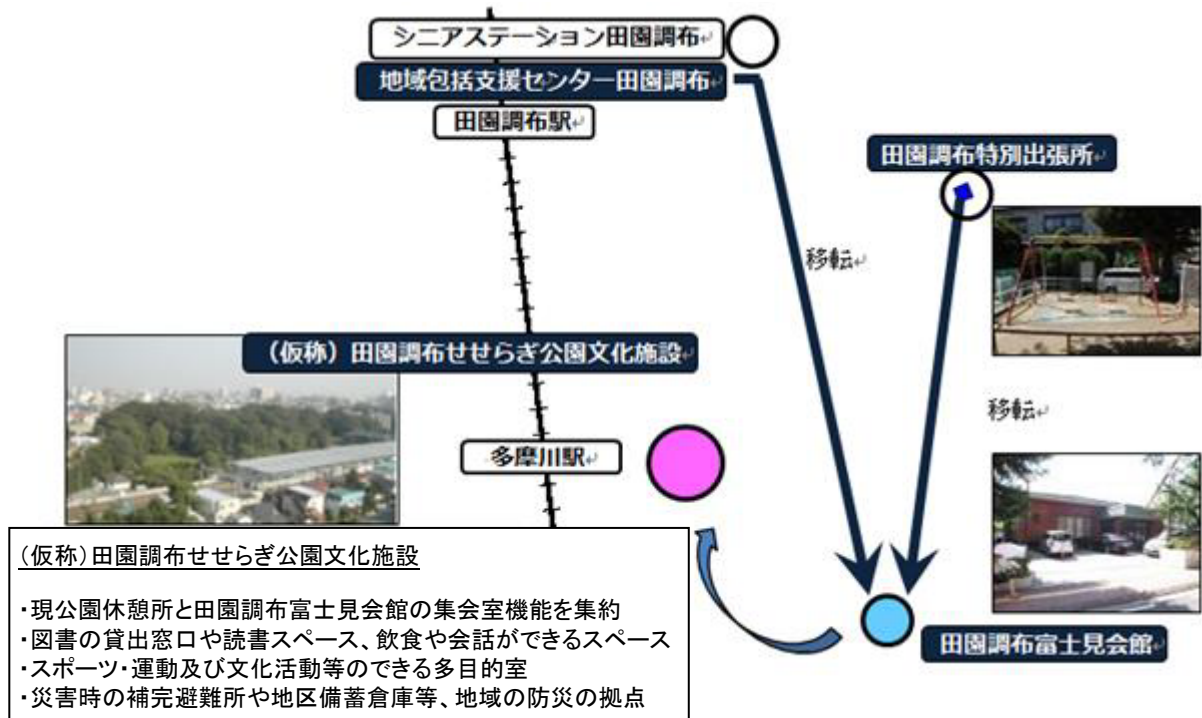 シニアステーション田園調布
地域包括支援センター田園調布
田園調布駅
田園調布特別出張所
移転
(仮称)田園調布せせらぎ公園文化施設
移転
多摩川駅
(仮称)田園調布せせらぎ公園文化施設
・現公園休憩所と田園調布富士見会館の集会室機能を集約
・図書の貸出窓口や読書スペース、飲食や会話ができるスペース
・スポーツ・運動及び文化活動等のできる多目的室
・災害時の補完避難所や地区備蓄倉庫等、地域の防災の拠点
田園調布富士見会館